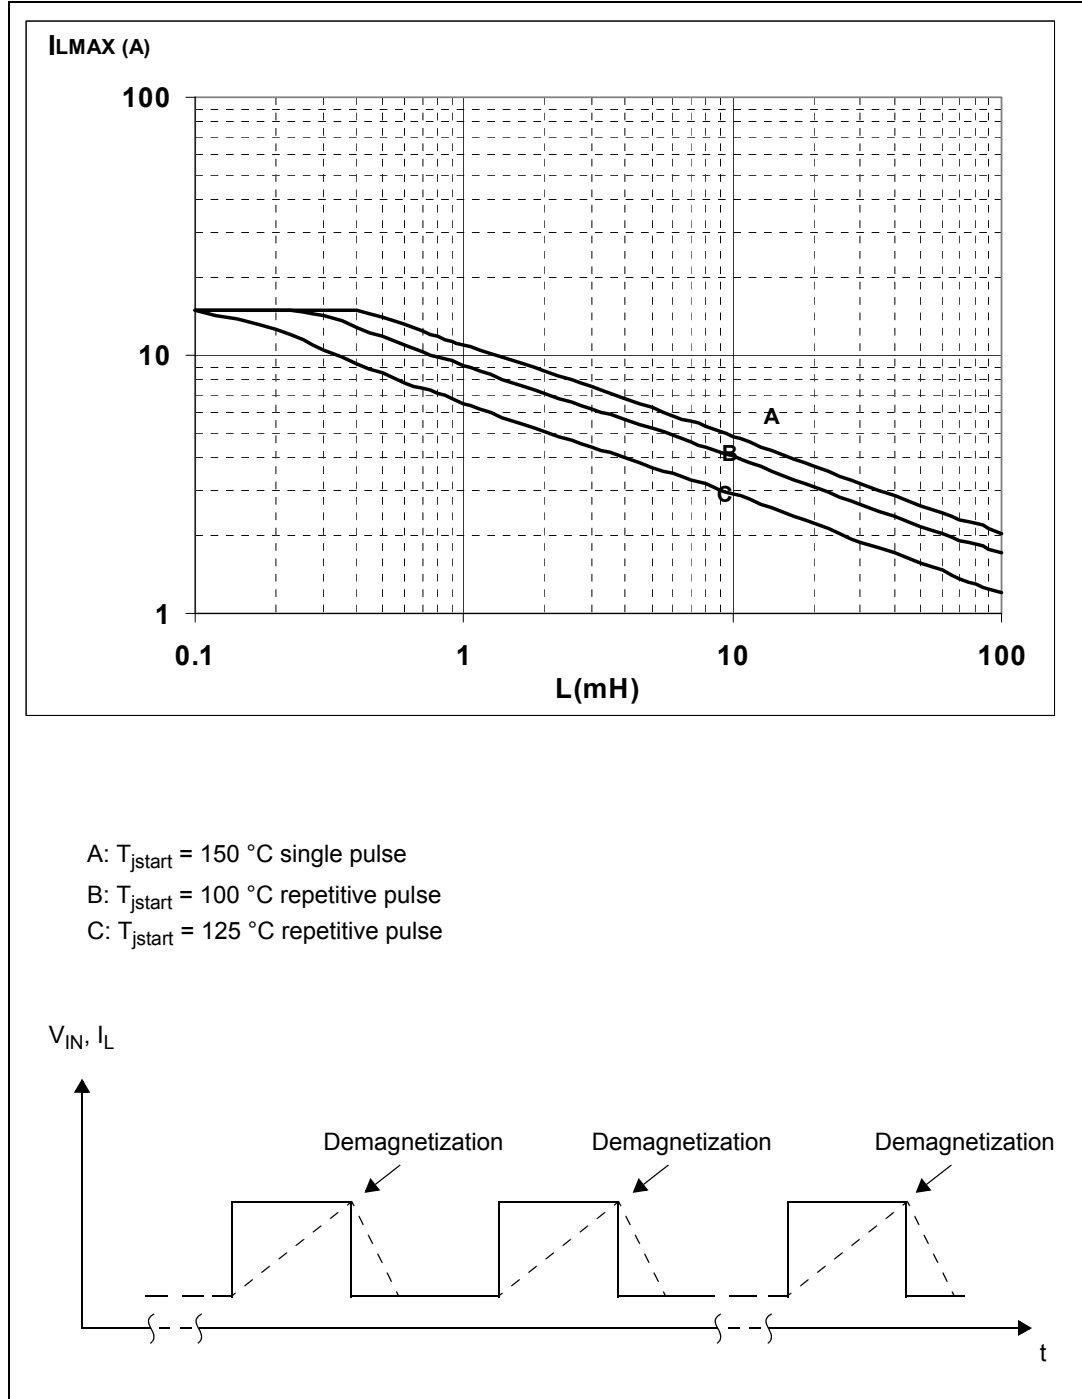 ILMAX (A)
100
10
1
A
B
C
0.1 1 10 100
L(mH)
A: Tjstart = 150 °C single pulse
B: Tjstart = 100 °C repetitive pulse
C: Tjstart = 125 °C repetitive pulse
VIN, IL
Demagnetization Demagnetization Demagnetization
t